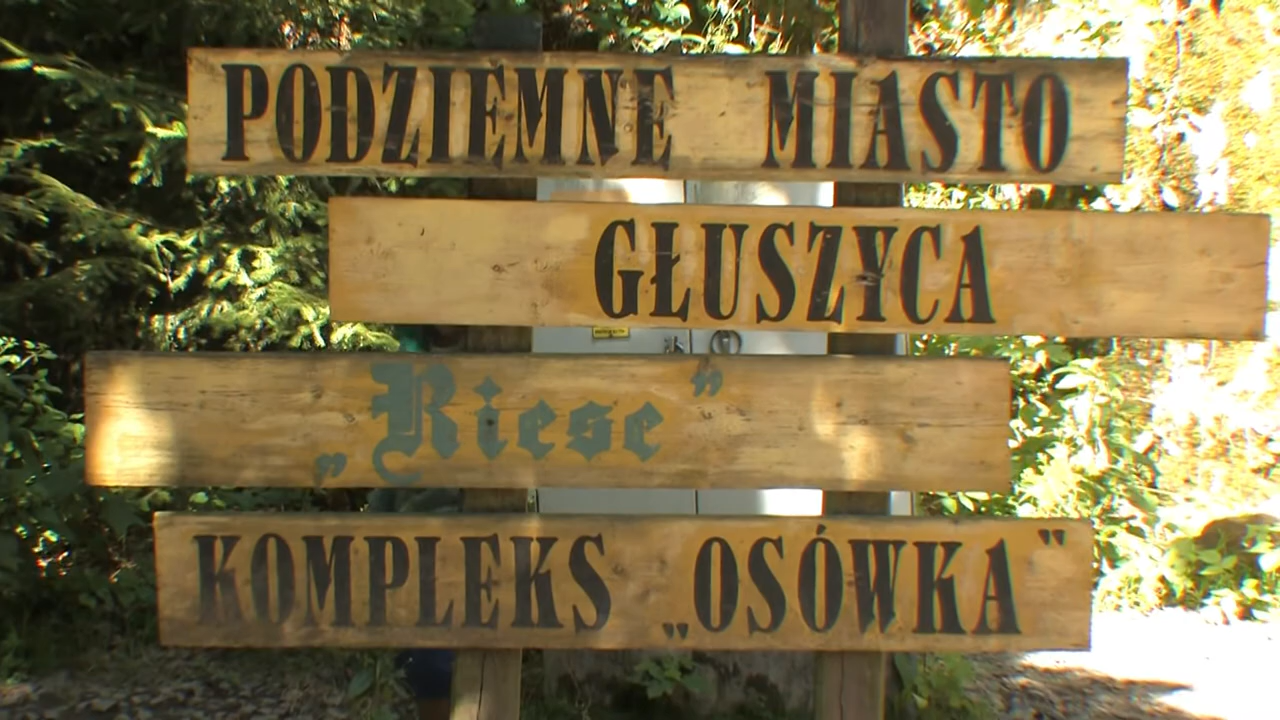 PODZIEMNE MIASTO
GŁUSZYCA
„Riese”
KOMPLEKS „OSÓWKA”